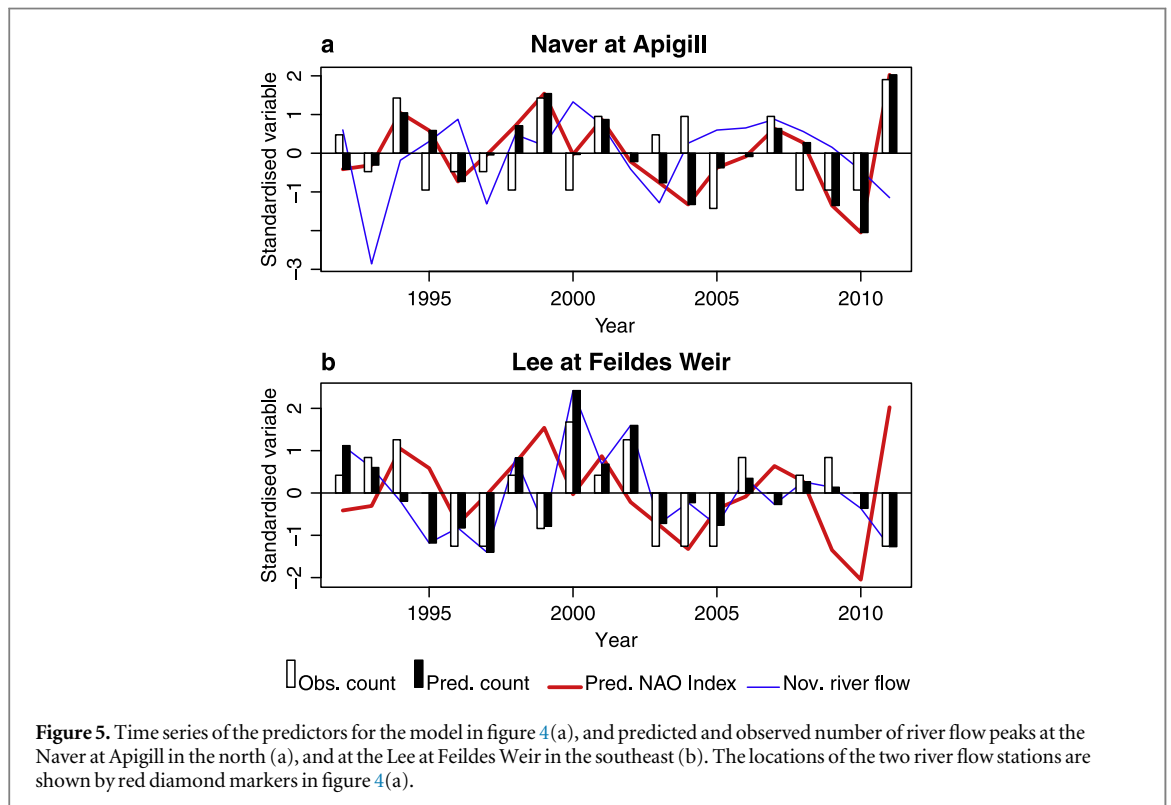 a
Naver at Apigill
Standardised variable
2
1
0
−1
−3
1995
2000
2005
2010
Year
b
Lee at Feildes Weir
Standardised variable
2
1
0
−1
−2
1995
2000
2005
2010
Year
Obs. count Pred. count Pred. NAO Index Nov. river flow
Figure 5. Time series of the predictors for the model in figure 4(a), and predicted and observed number of river flow peaks at the
Naver at Apigill in the north (a), and at the Lee at Feildes Weir in the southeast (b). The locations of the two river flow stations are
shown by red diamond markers in figure 4(a).